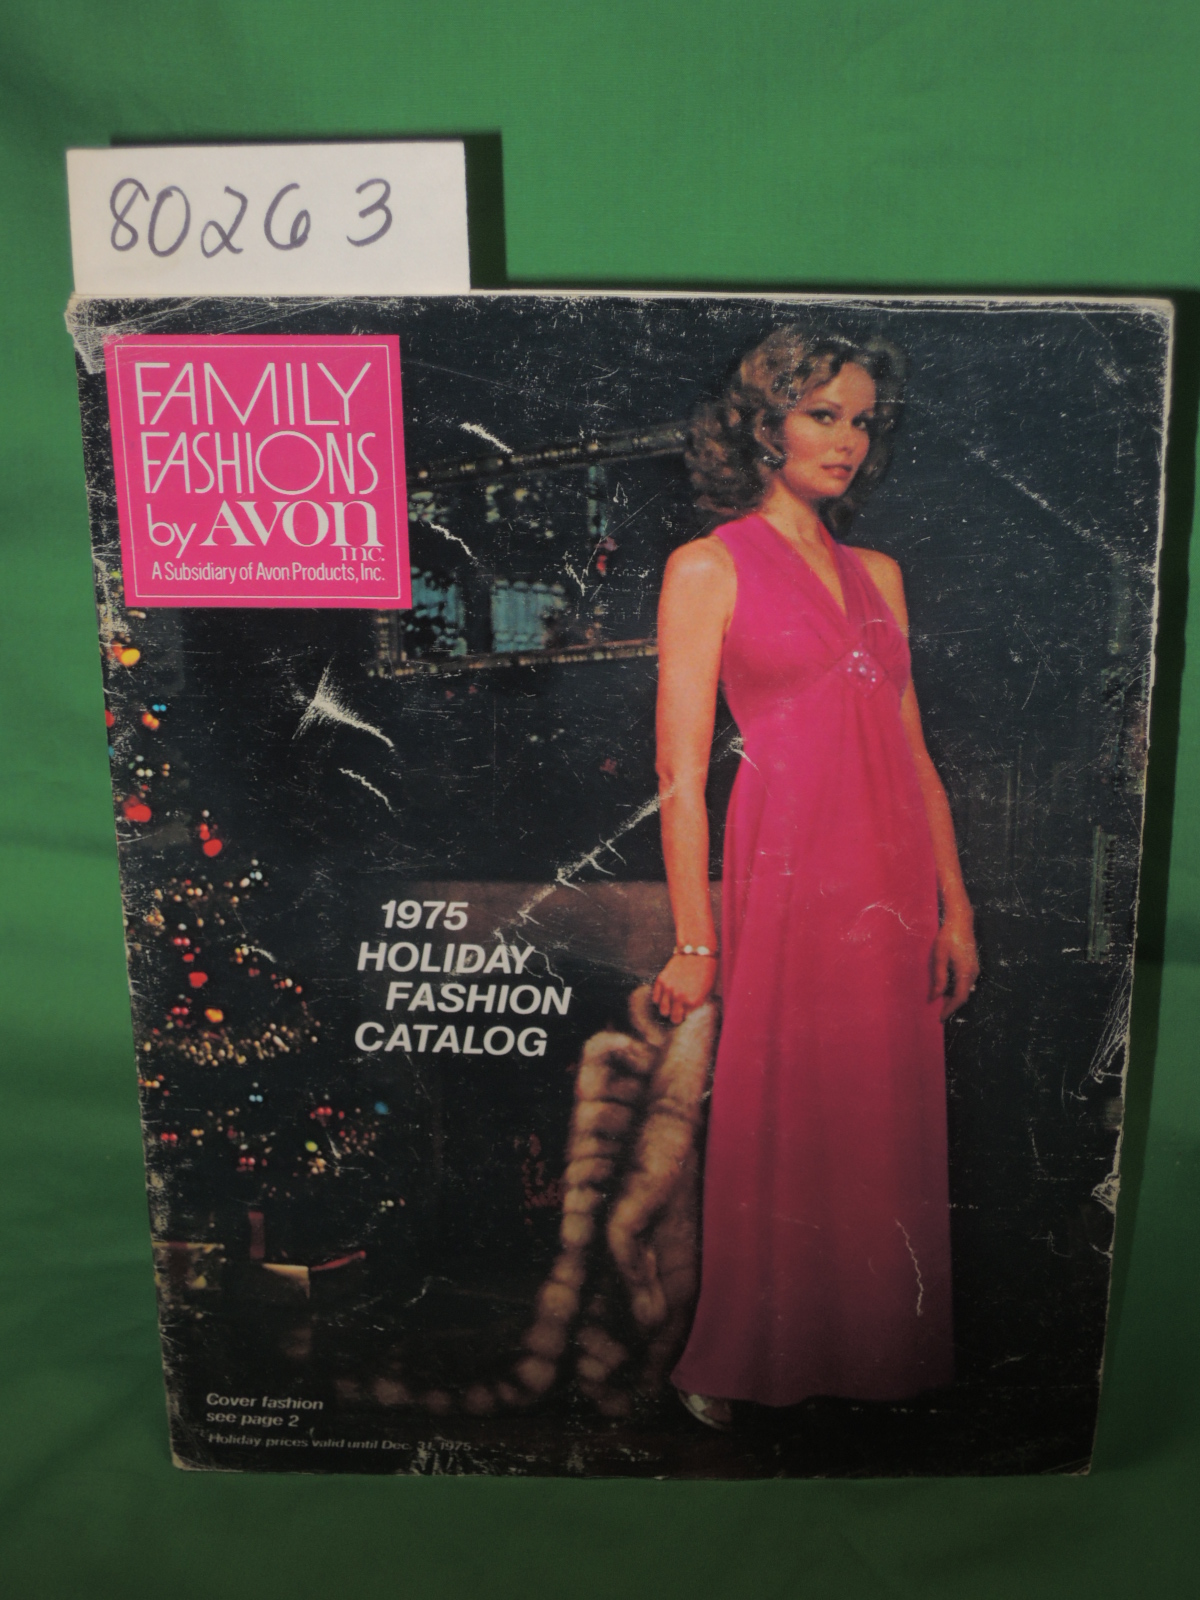 80263
FAMILY
FASHIONS
by AVON
inc.
A Subsidiary of Avon Products, Inc.
1975
HOLIDAY
FASHION
CATALOG
Cover fashion
see page 2
Holiday prices valid until Dec. 31, 1975.